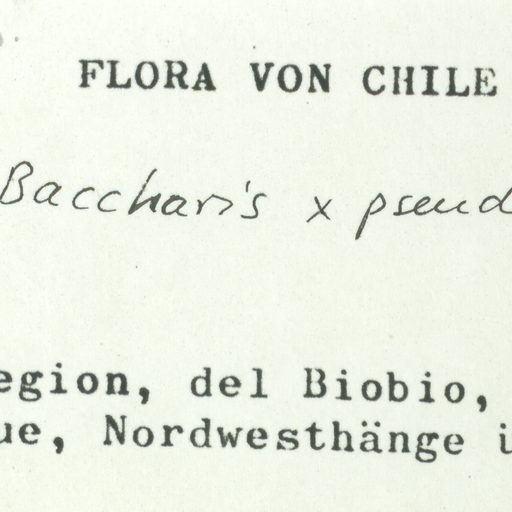 FLORA VON CHILE
Baccharis x pseud
egion, del Biobio,
ue, Nordwesthänge